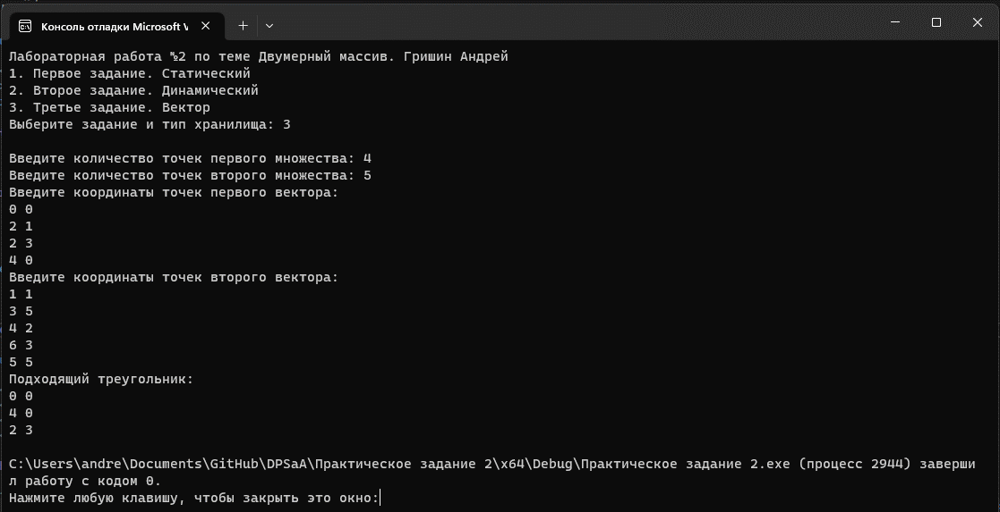 Консоль отладки Microsoft V
Лабораторная работа №2 по теме Двумерный массив. Гришин Андрей
1. Первое задание. Статический
2. Второе задание. Динамический
3. Третье задание. Вектор
Выберите задание и тип хранилища: 3
Введите количество точек первого множества: 4
Введите количество точек второго множества: 5
Введите координаты точек первого вектора:
0 0
2 1
2 3
4 0
Введите координаты точек второго вектора:
1 1
3 5
4 2
6 3
5 5
Подходящий треугольник:
0 0
4 0
2 3
C:\Users\andre\Documents\GitHub\DPSaA\Практическое задание 2\x64\Debug\Практическое задание 2.exe (процесс 2944) заверши
л работу с кодом 0.
Нажмите любую клавишу, чтобы закрыть это окно: